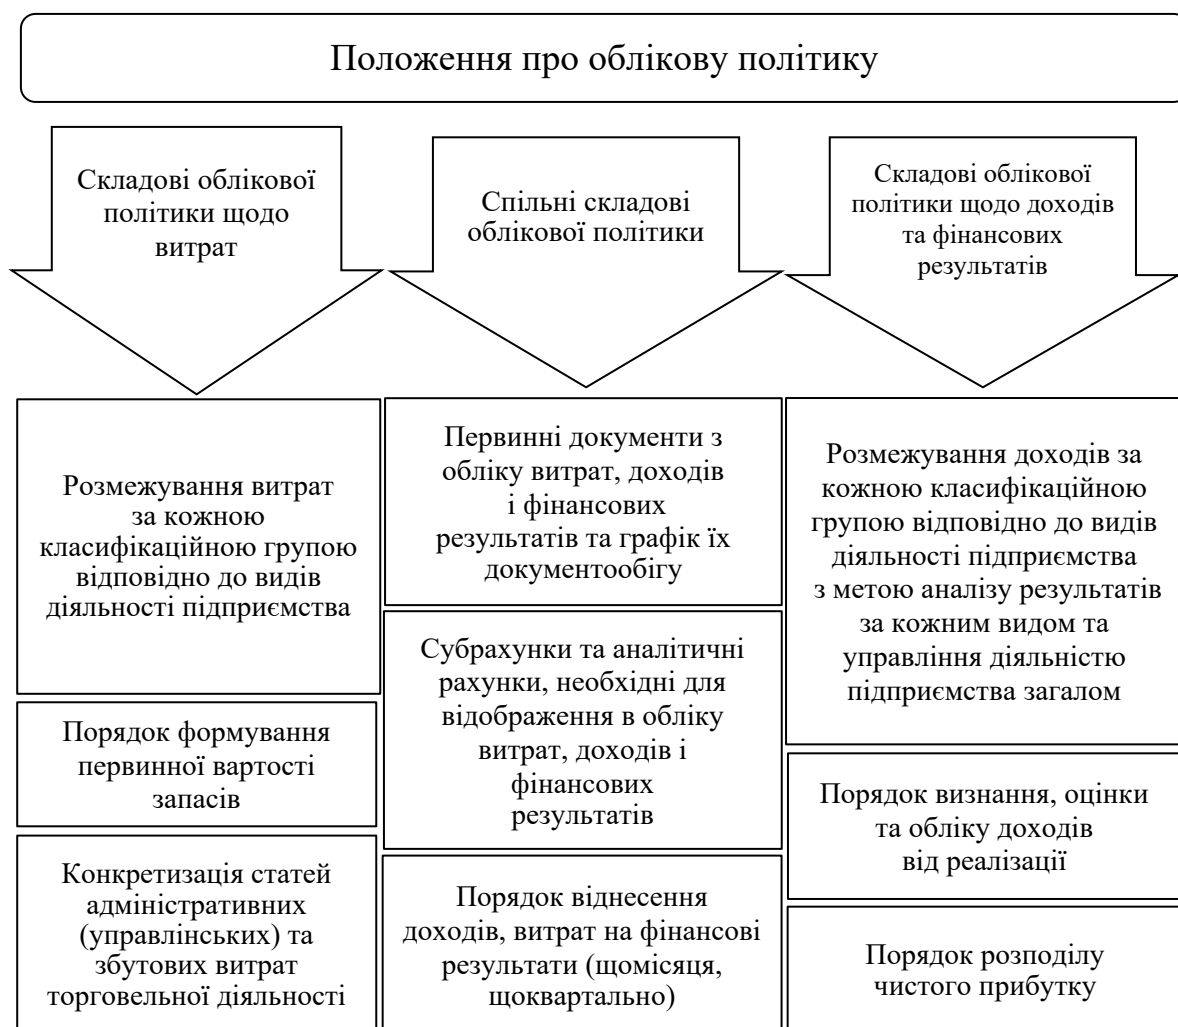 Положення про облікову політику
Складові облікової
політики щодо
витрат
Спільні складові
облікової політики
Складові облікової
політики щодо доходів
та фінансових
результатів
Розмежування витрат
за кожною
класифікаційною групою
відповідно до видів
діяльності підприємства
Порядок формування
первинної вартості
запасів
Конкретизація статей
адміністративних
(управлінських) та
збутових витрат
торговельної діяльності
Первинні документи з
обліку витрат, доходів
і фінансових
результатів та графік їх
документообігу
Субрахунки та аналітичні
рахунки, необхідні для
відображення в обліку
витрат, доходів і
фінансових
результатів
Порядок віднесення
доходів, витрат на фінансові
результати (щомісяця,
щоквартально)
Розмежування доходів за
кожною класифікаційною
групою відповідно до видів
діяльності підприємства
з метою аналізу результатів
за кожним видом та
управління діяльністю
підприємства загалом
Порядок визнання, оцінки
та обліку доходів
від реалізації
Порядок розподілу
чистого прибутку